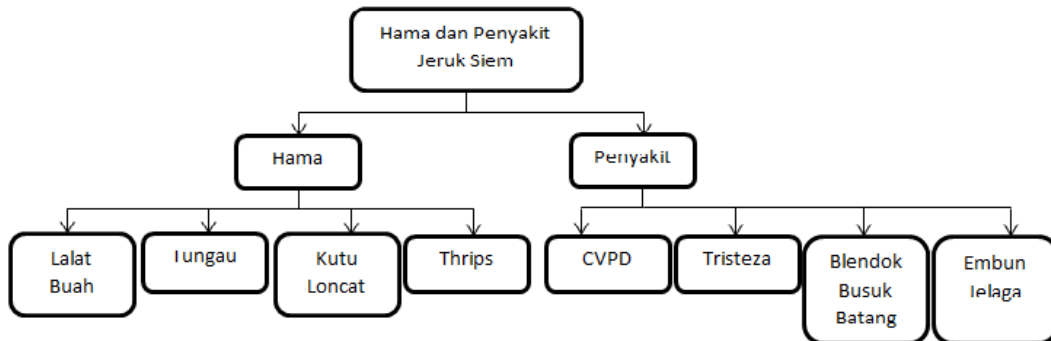 Hama dan Penyakit
Jeruk Siem
Hama
Penyakit
Lalat
Buah
Tungau
Kutu
Loncat
Thrips
CVPD
Tristeza
Blendok
Busuk
Batang
Embun
Jelaga